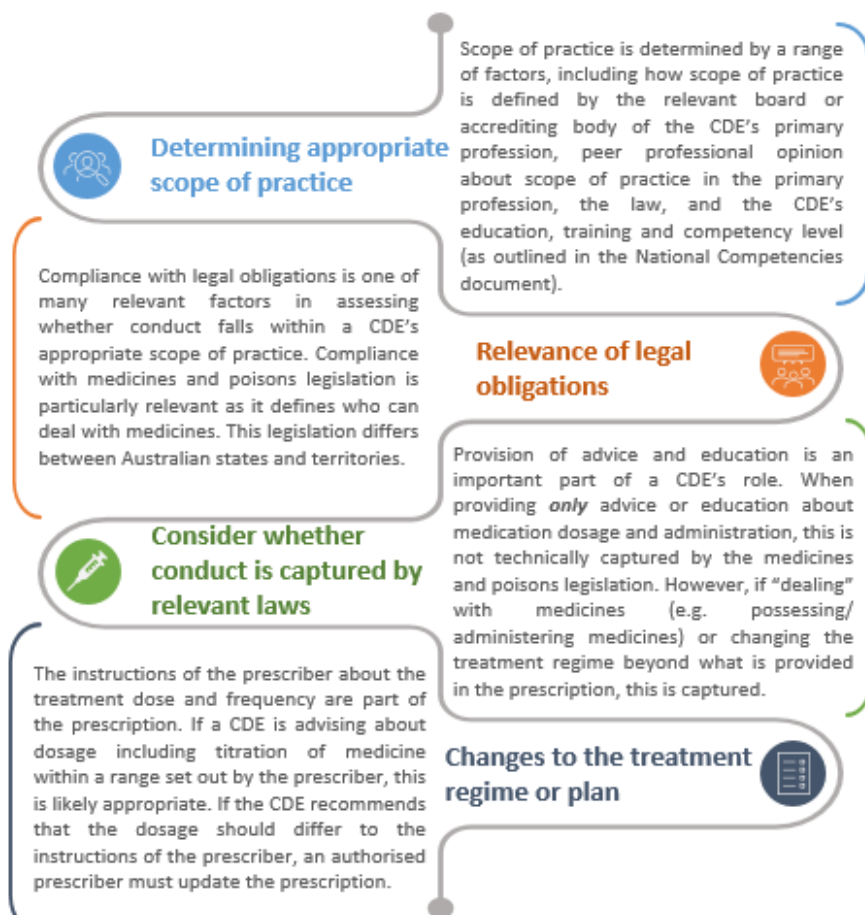 Determining appropriate
scope of practice
Scope of practice is determined by a range
of factors, including how scope of practice
is defined by the relevant board or
accrediting body of the CDE's primary
profession, peer professional opinion
about scope of practice in the primary
profession, the law, and the CDE's
education, training and competency level
(as outlined in the National Competencies
document).
Relevance of legal
obligations
Compliance with legal obligations is one of
many relevant factors in assessing
whether conduct falls within a CDE's
appropriate scope of practice. Compliance
with medicines and poisons legislation is
particularly relevant as it defines who can
deal with medicines. This legislation differs
between Australian states and territories.
Consider whether
conduct is captured by
relevant laws
Provision of advice and education is an
important part of a CDE's role. When
providing only advice or education about
medication dosage and administration, this is
not technically captured by the medicines
and poisons legislation. However, if “dealing”
with medicines (e.g. possessing/
administering medicines) or changing the
treatment regime beyond what is provided
in the prescription, this is captured.
Changes to the treatment
regime or plan
The instructions of the prescriber about the
treatment dose and frequency are part of
the prescription. If a CDE is advising about
dosage including titration of medicine
within a range set out by the prescriber, this
is likely appropriate. If the CDE recommends
that the dosage should differ to the
instructions of the prescriber, an authorised
prescriber must update the prescription.